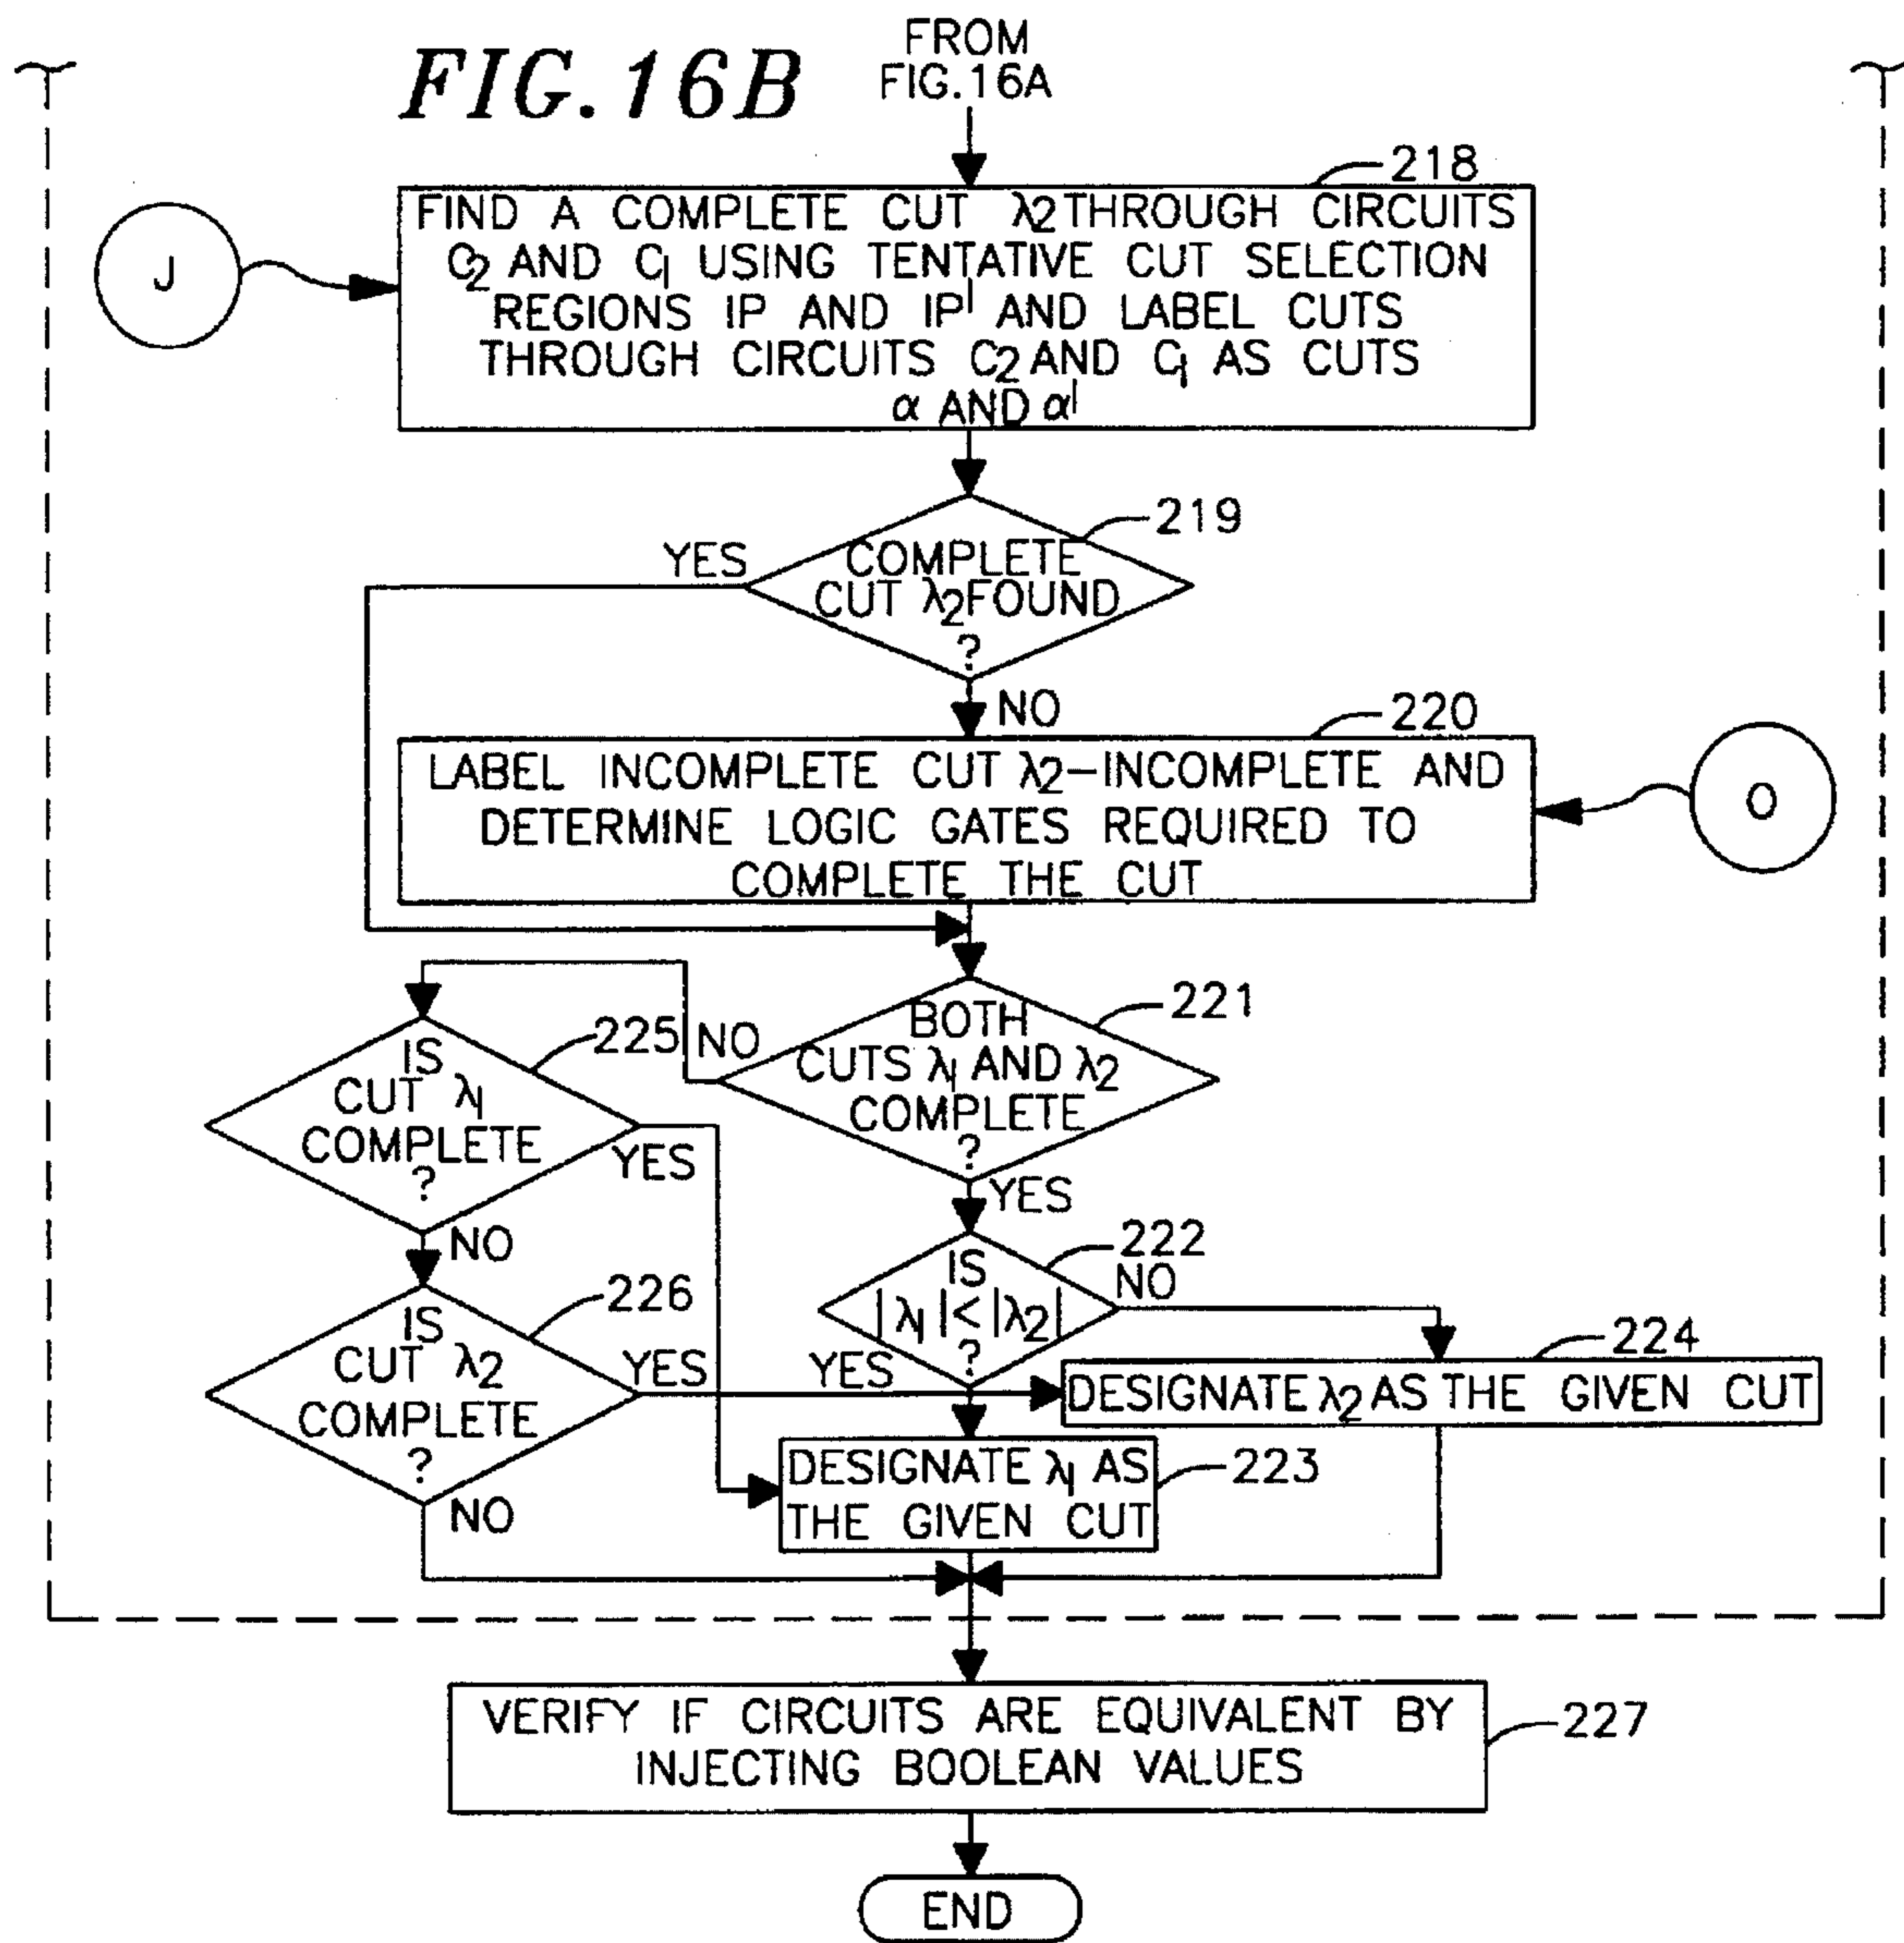 FIG.16B
FROM
FIG.16A
218
FIND A COMPLETE CUT λ2 THROUGH CIRCUITS
C2 AND C1 USING TENTATIVE CUT SELECTION
REGIONS IP AND IP' AND LABEL CUTS
THROUGH CIRCUITS C2 AND C1 AS CUTS
α AND α'
J
219
COMPLETE
CUT λ2 FOUND
?
YES
NO
220
LABEL INCOMPLETE CUT λ2-INCOMPLETE AND
DETERMINE LOGIC GATES REQUIRED TO
COMPLETE THE CUT
O
221
BOTH
CUTS λ1 AND λ2
COMPLETE
?
NO
YES
225
IS
CUT λ1
COMPLETE
?
YES
NO
222
IS
|λ1|<|λ2|
?
NO
YES
226
IS
CUT λ2
COMPLETE
?
YES
NO
224
DESIGNATE λ2 AS THE GIVEN CUT
DESIGNATE λ1 AS
THE GIVEN CUT
223
VERIFY IF CIRCUITS ARE EQUIVALENT BY
INJECTING BOOLEAN VALUES
227
END